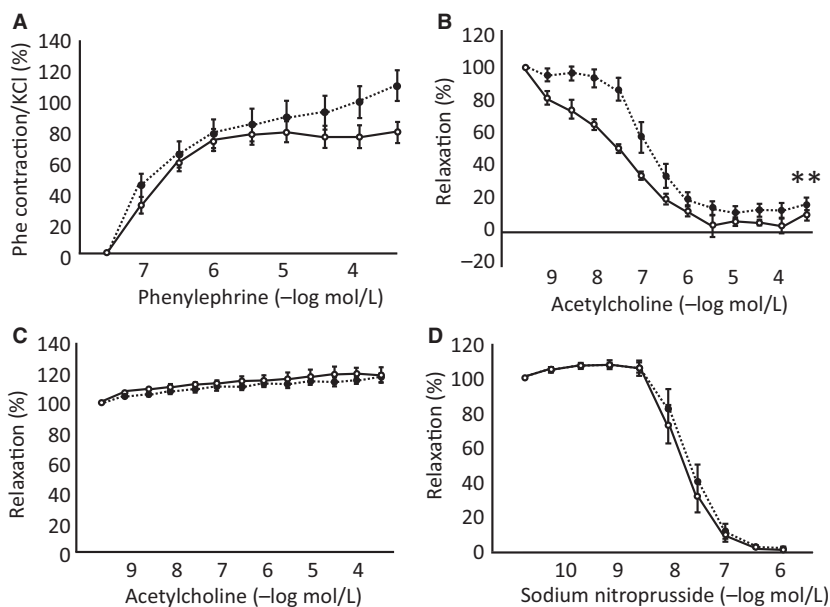 A
Phe contraction/KCl (%)
140
120
100
80
60
40
20
0
7 6 5 4
Phenylephrine (–log mol/L)
B
Relaxation (%)
120
100
80
60
40
20
0
–20
**
9 8 7 6 5 4
Acetylcholine (–log mol/L)
C
Relaxation (%)
140
120
100
80
60
40
20
0
9 8 7 6 5 4
Acetylcholine (–log mol/L)
D
Relaxation (%)
120
100
80
60
40
20
0
10 9 8 7 6
Sodium nitroprusside (–log mol/L)